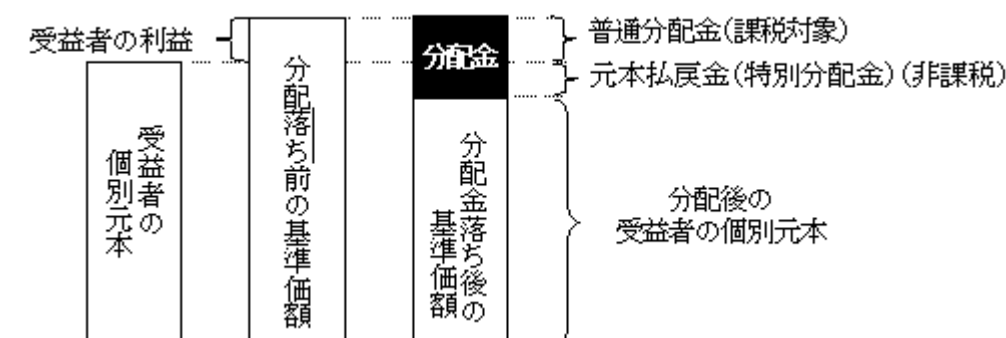 受益者の利益
受益者の
個別元本
分配落ち前の基準価額
分配金
分配金落ち後の
基準価額
普通分配金(課税対象)
元本払戻金(特別分配金)(非課税)
分配後の
受益者の個別元本